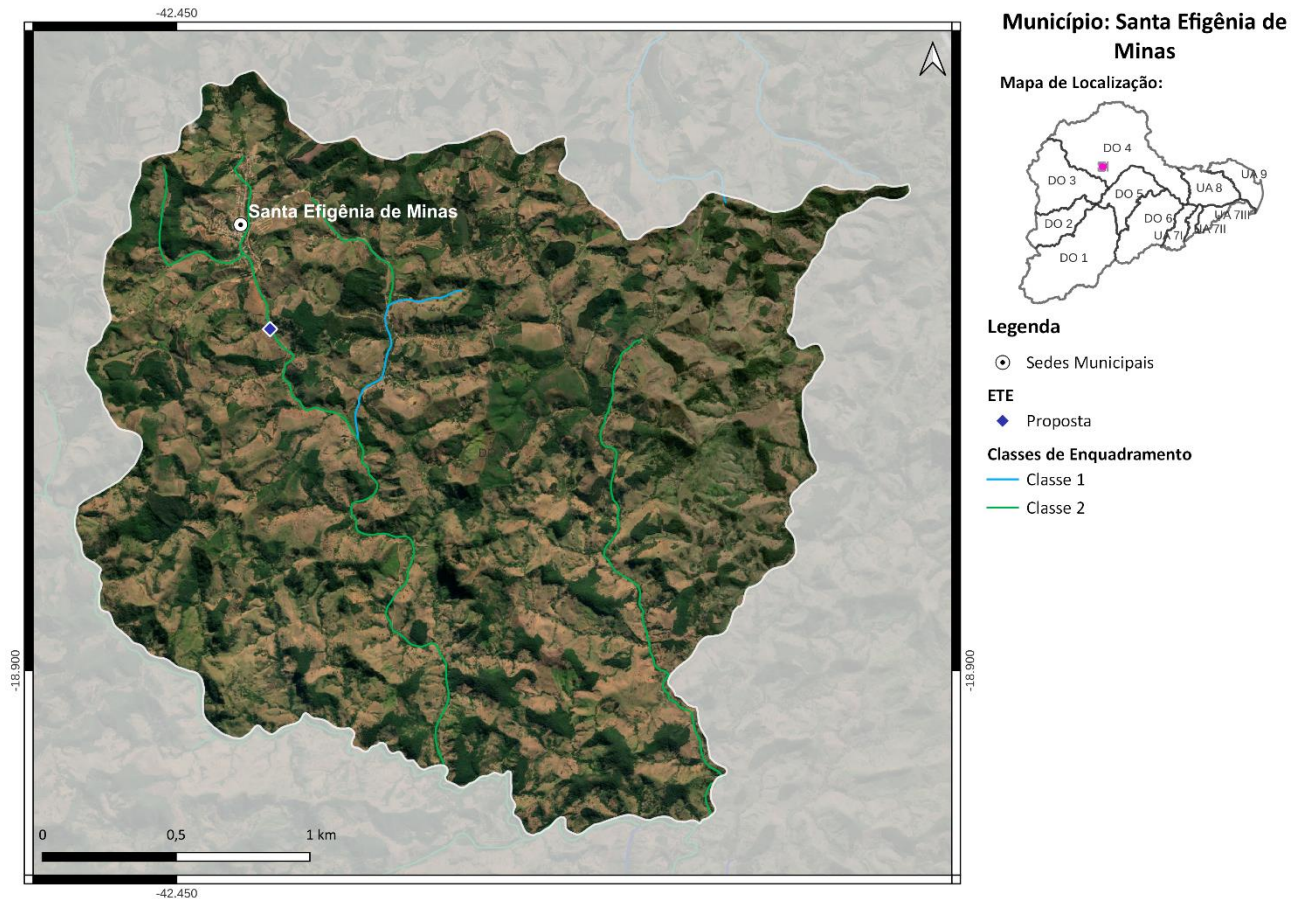 -42.450
Município: Santa Efigênia de
Minas
Mapa de Localização:
DO 4
DO 3
UA 9
UA 8
DO 5
DO 2
DO 6
UA 7III
UA 7I
UA 7II
DO 1
Santa Efigênia de Minas
Legenda
Sedes Municipais
ETE
Proposta
Classes de Enquadramento
Classe 1
Classe 2
-18.900
-18.900
0
0,5
1 km
-42.450